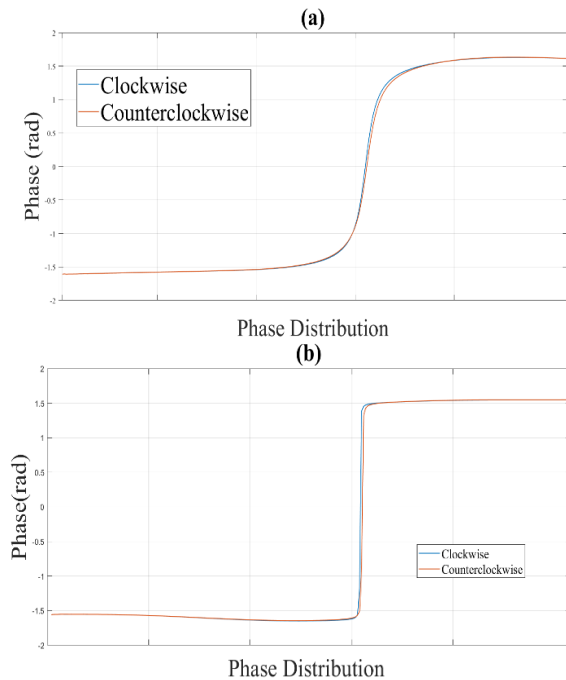 (a)
2
1.5
1
0.5
0
-0.5
-1
-1.5
-2
Phase (rad)
Clockwise
Counterclockwise
Phase Distribution
(b)
2
1.5
1
0.5
0
-0.5
-1
-1.5
-2
Phase(rad)
Clockwise
Counterclockwise
Phase Distribution